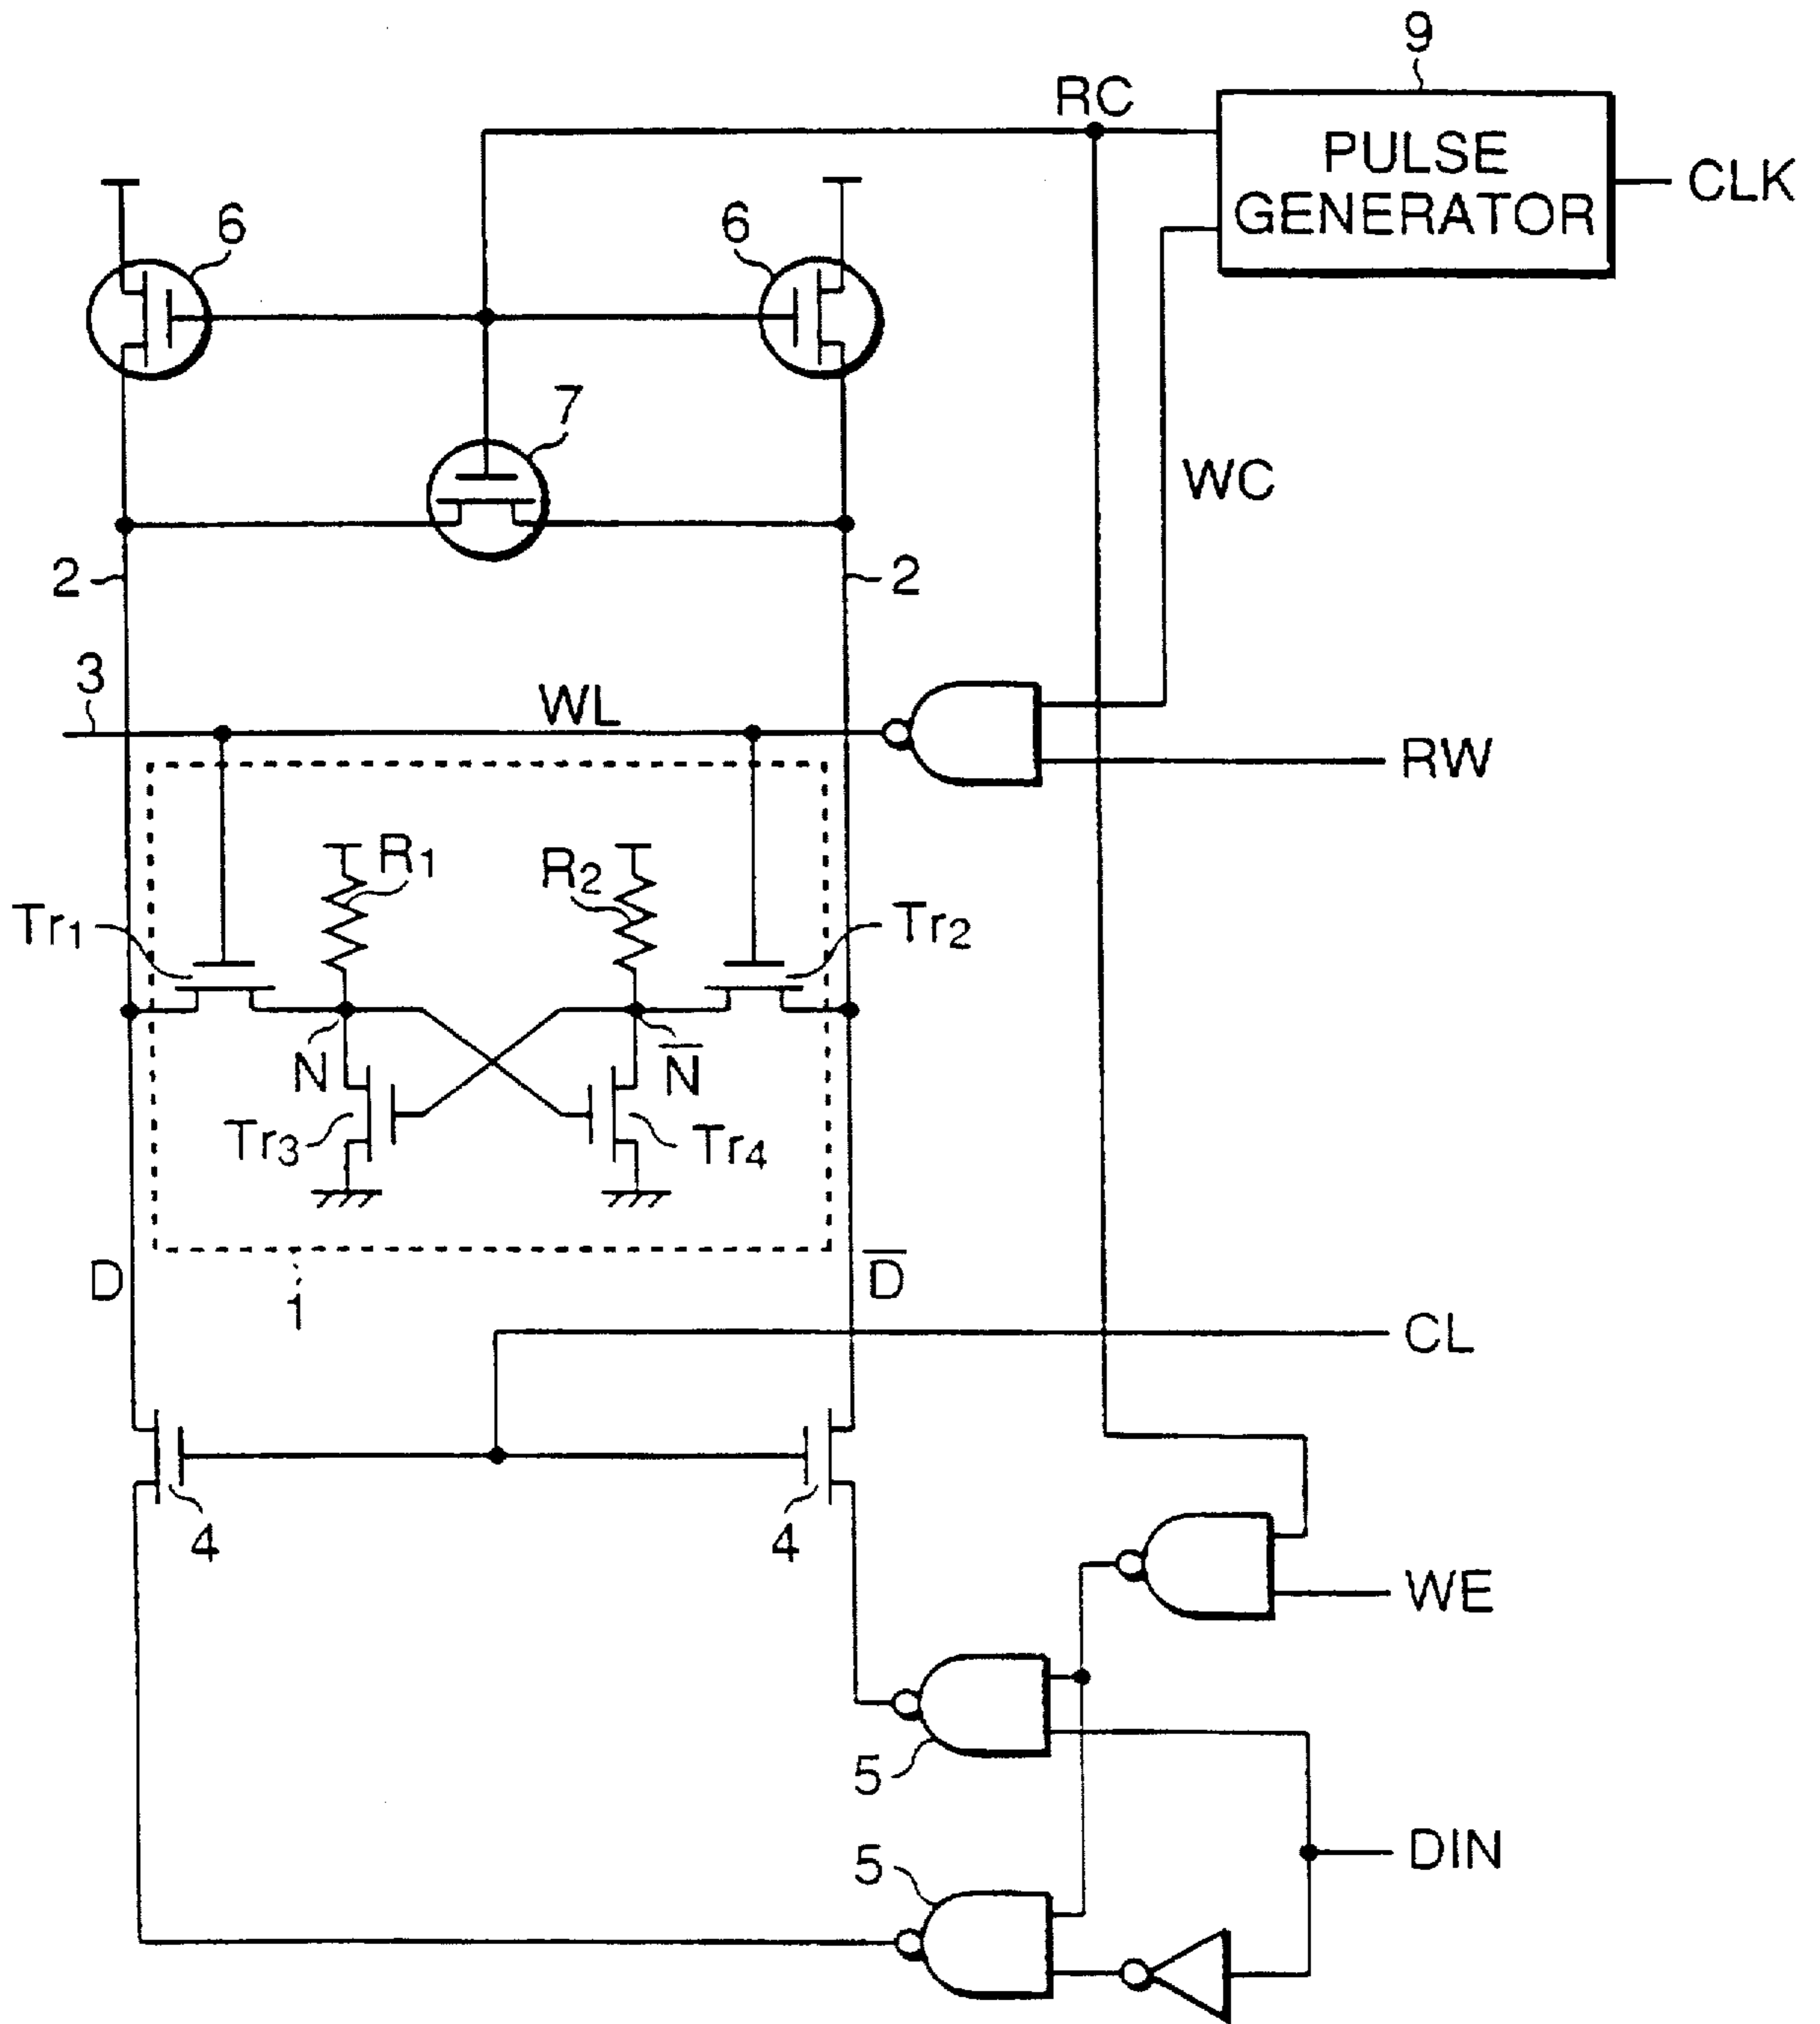 9
RC
PULSE
GENERATOR
CLK
6
6
7
WC
2
2
3
WL
RW
R1
R2
Tr1
Tr2
N
N̅
Tr3
Tr4
D
D̅
1
CL
4
4
WE
5
5
DIN